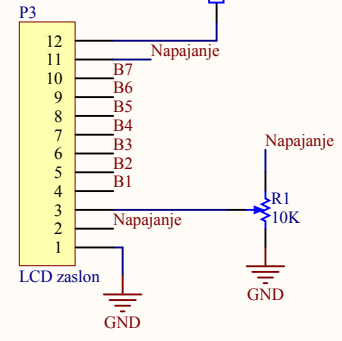 P3
12
11 Napajanje
10 B7
9 B6
8 B5
7 B4
6 B3
5 B2
4 B1
3
2 Napajanje
1
LCD zaslon
GND
Napajanje
R1
10K
GND